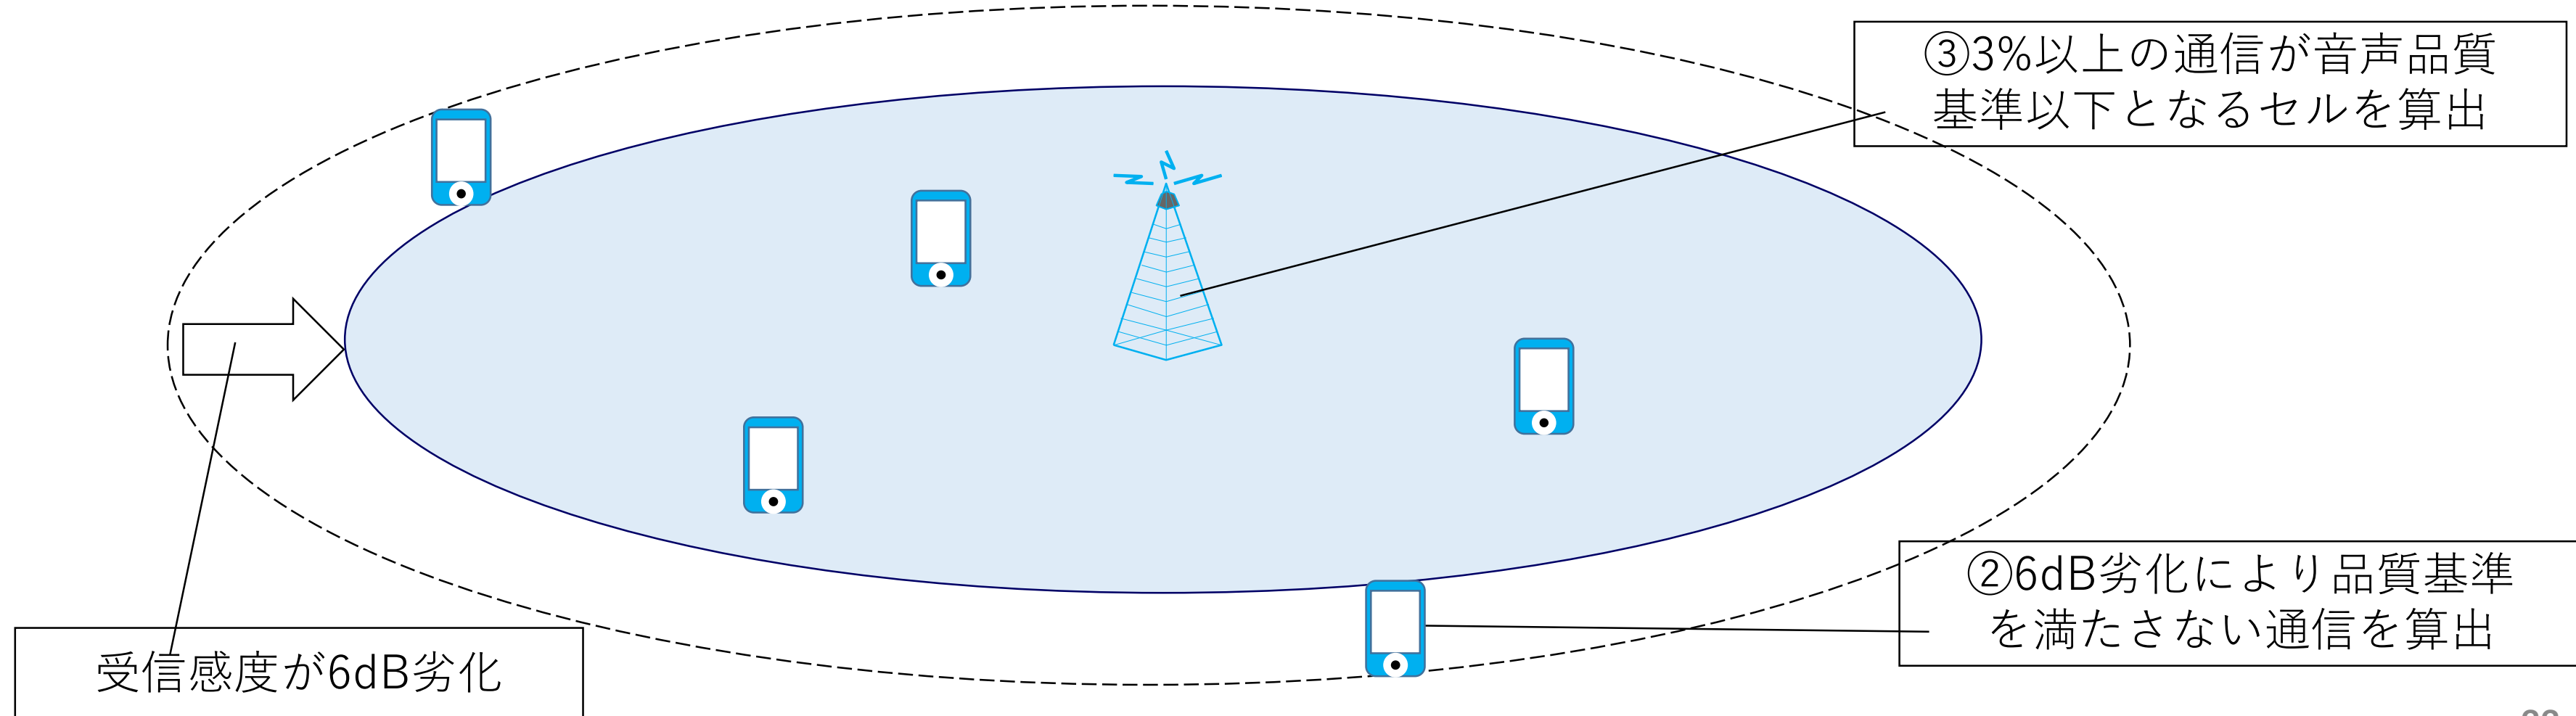 ③3%以上の通信が音声品質
基準以下となるセルを算出
②6dB劣化により品質基準
を満たさない通信を算出
受信感度が6dB劣化